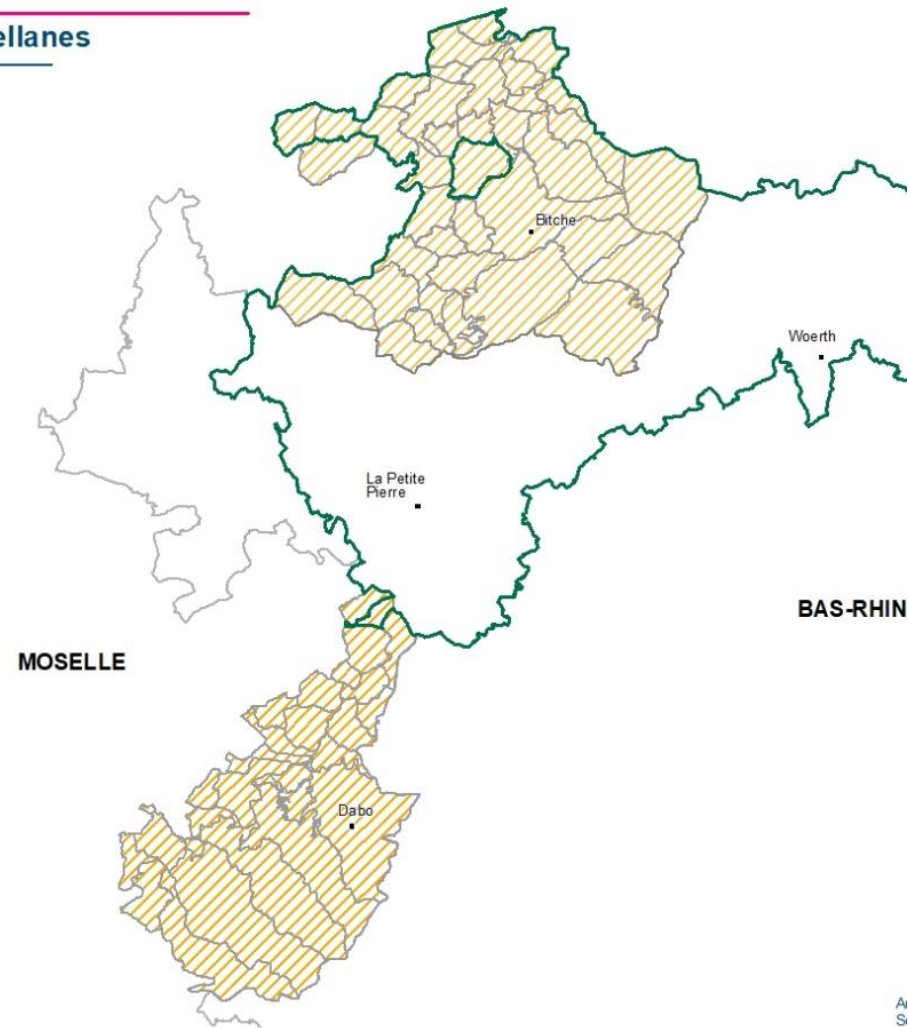 ellanes
Bitche
Woerth
La Petite
Pierre
BAS-RHIN
MOSELLE
Dabo